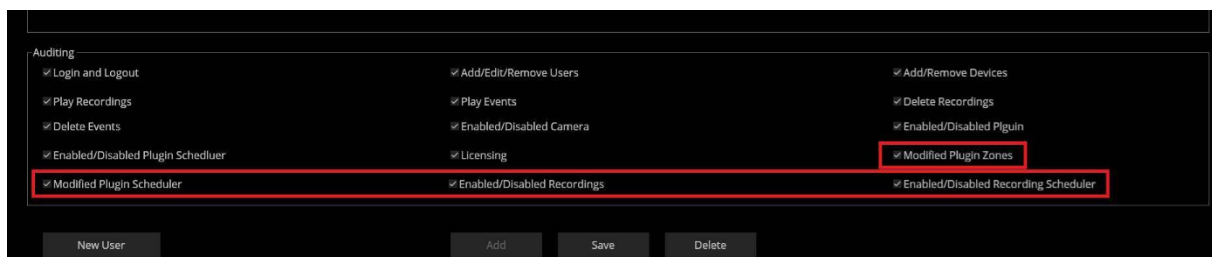 Auditing
Login and Logout Add/Edit/Remove Users Add/Remove Devices
Play Recordings Play Events Delete Recordings
Delete Events Enabled/Disabled Camera Enabled/Disabled Plguin
Enabled/Disabled Plugin Schedluer Licensing Modified Plugin Zones
Modified Plugin Scheduler Enabled/Disabled Recordings Enabled/Disabled Recording Scheduler
New User Add Save Delete